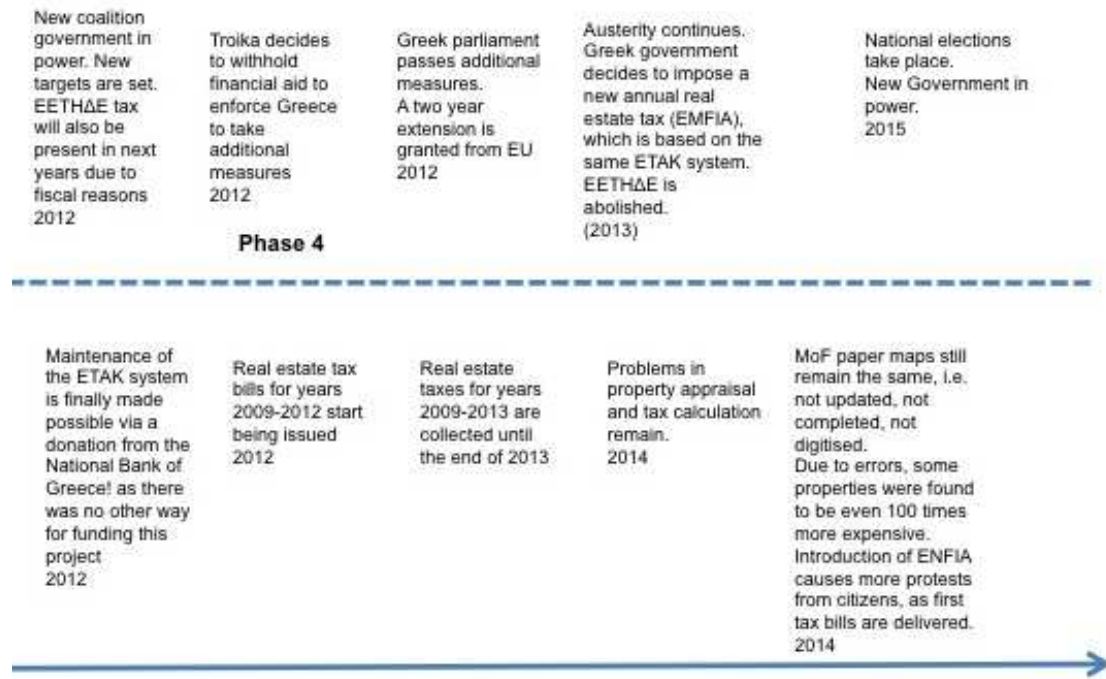 New coalition
government in
power. New
targets are set.
ΕΕΤΗΔΕ tax
will also be
present in next
years due to
fiscal reasons
2012
Troika decides
to withhold
financial aid to
enforce Greece
to take
additional
measures
2012
Greek parliament
passes additional
measures.
A two year
extension is
granted from EU
2012
Austerity continues.
Greek government
decides to impose a
new annual real
estate tax (EMFIA),
which is based on the
same ETAK system.
ΕΕΤΗΔΕ is
abolished.
(2013)
National elections
take place.
New Government in
power.
2015
Phase 4
Maintenance of
the ETAK system
is finally made
possible via a
donation from the
National Bank of
Greece! as there
was no other way
for funding this
project
2012
Real estate tax
bills for years
2009-2012 start
being issued
2012
Real estate
taxes for years
2009-2013 are
collected until
the end of 2013
Problems in
property appraisal
and tax calculation
remain.
2014
MoF paper maps still
remain the same, i.e.
not updated, not
completed, not
digitised.
Due to errors, some
properties were found
to be even 100 times
more expensive.
Introduction of ENFIA
causes more protests
from citizens, as first
tax bills are delivered.
2014